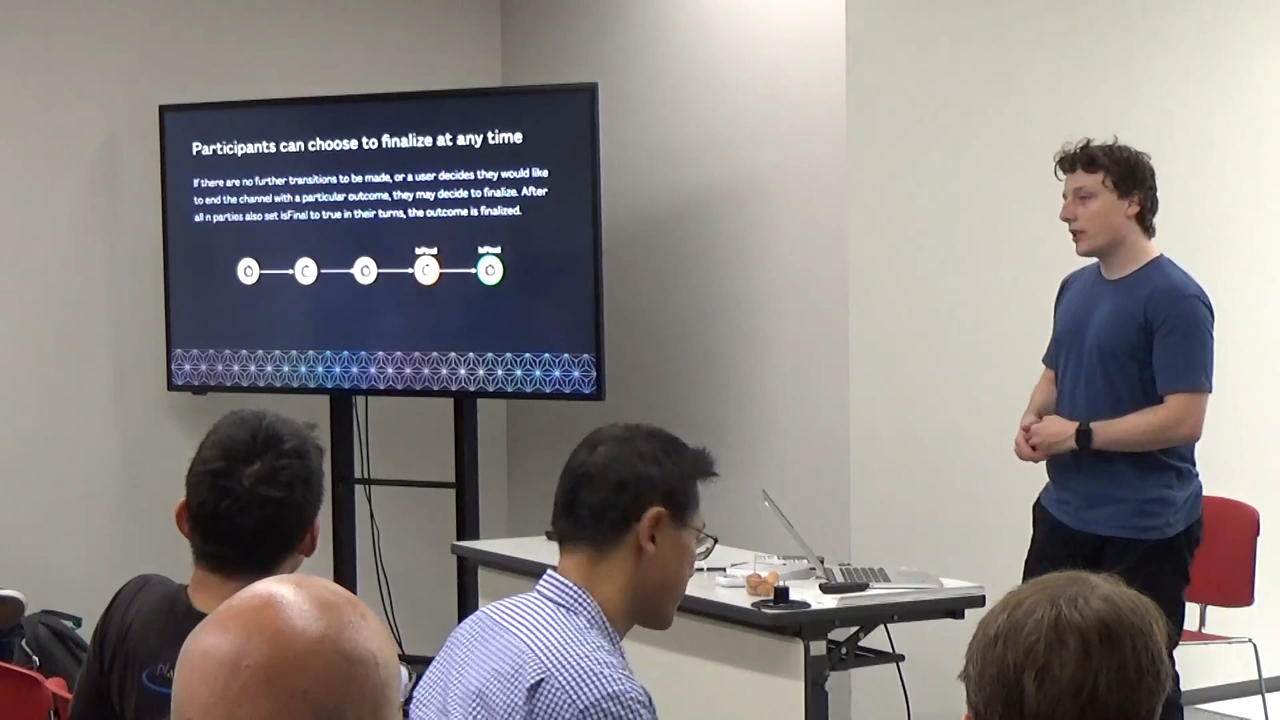 Participants can choose to finalize at any time
If there are no further transitions to be made, or a user decides they would like
to end the channel with a particular outcome, they may decide to finalize. After
all n parties also set isFinal to true in their turns, the outcome is finalized.
isFinal isFinal